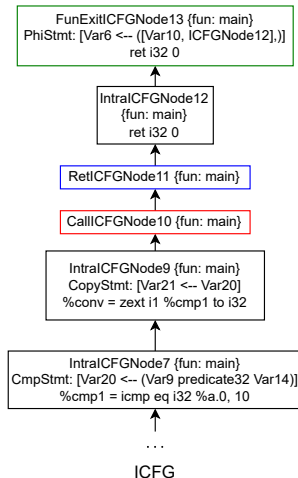 FunExitICFGNode13 {fun: main}
PhiStmt: [Var6 <-- ([Var10, ICFGNode12],)]
ret i32 0
IntraICFGNode12
{fun: main}
ret i32 0
RetICFGNode11 {fun: main}
CallICFGNode10 {fun: main}
IntraICFGNode9 {fun: main}
CopyStmt: [Var21 <-- Var20]
%conv = zext i1 %cmp1 to i32
IntraICFGNode7 {fun: main}
CmpStmt: [Var20 <-- (Var9 predicate32 Var14)]
%cmp1 = icmp eq i32 %a.0, 10
...
ICFG